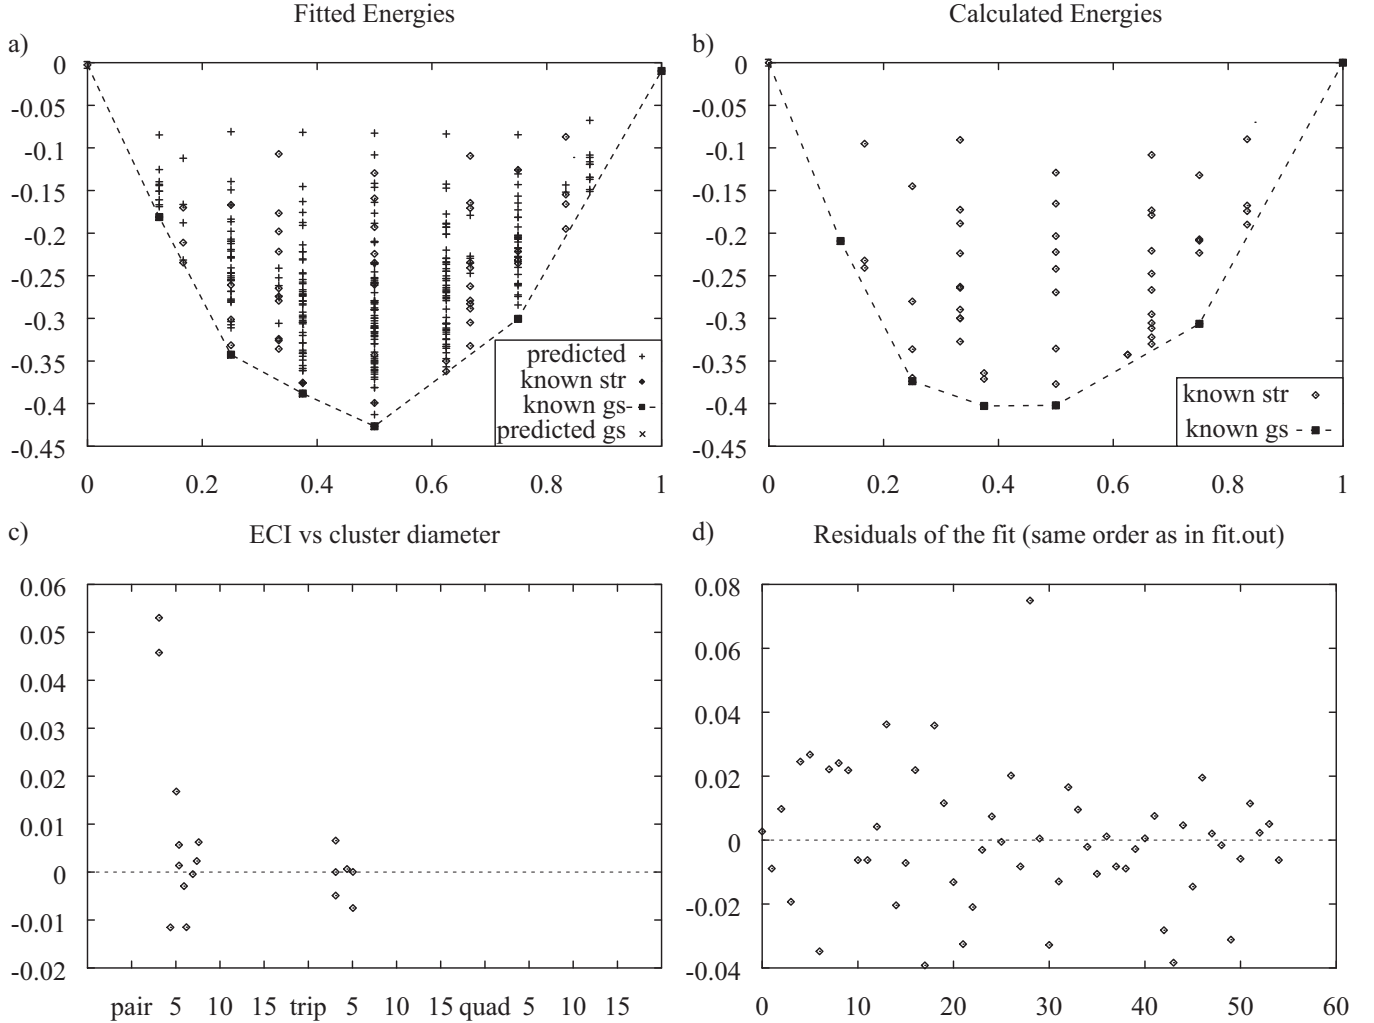 Fitted Energies
a)
0
-0.05
-0.1
-0.15
-0.2
-0.25
-0.3
-0.35
-0.4
-0.45
predicted
known str
known gs
predicted gs
0 0.2 0.4 0.6 0.8 1
Calculated Energies
b)
0
-0.05
-0.1
-0.15
-0.2
-0.25
-0.3
-0.35
-0.4
-0.45
known str
known gs
0 0.2 0.4 0.6 0.8 1
c)
ECI vs cluster diameter
0.06
0.05
0.04
0.03
0.02
0.01
0
-0.01
-0.02
pair 5 10 15 trip 5 10 15 quad 5 10 15
d)
Residuals of the fit (same order as in fit.out)
0.08
0.06
0.04
0.02
0
-0.02
-0.04
0 10 20 30 40 50 60